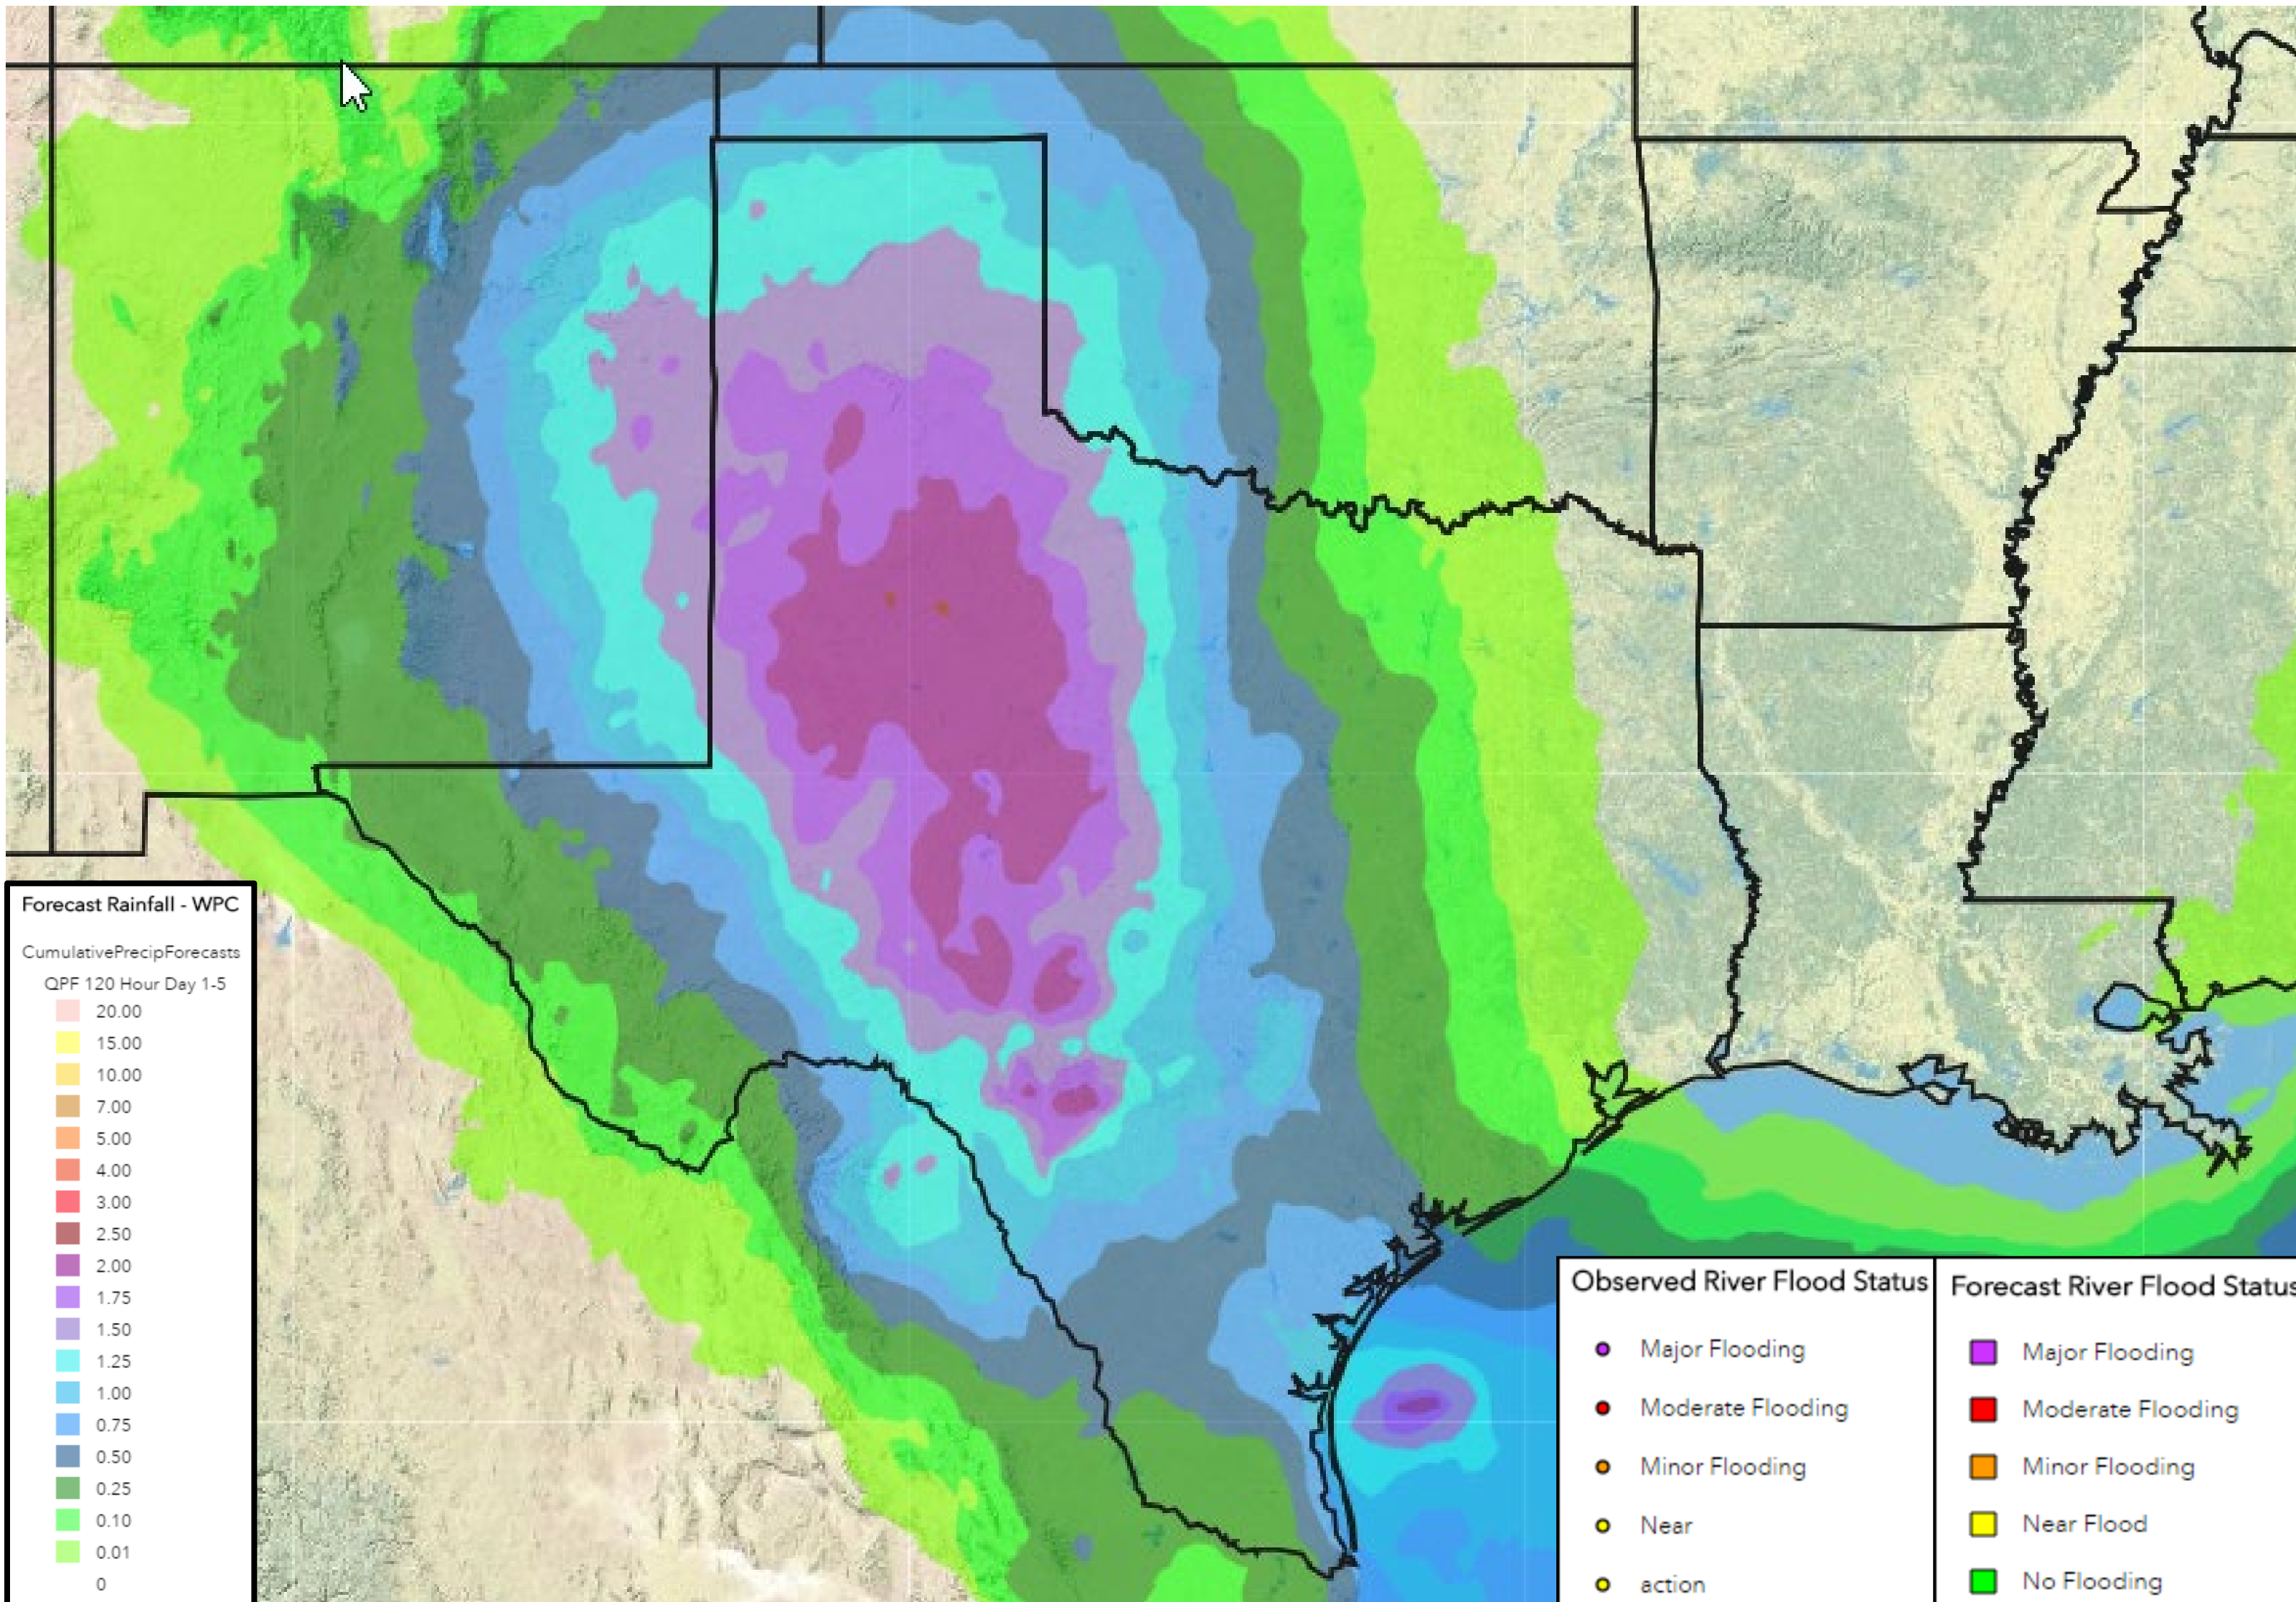 Forecast Rainfall - WPC
CumulativePrecipForecasts
QPF 120 Hour Day 1-5
20.00
15.00
10.00
7.00
5.00
4.00
3.00
2.50
2.00
1.75
1.50
1.25
1.00
0.75
0.50
0.25
0.10
0.01
0
Observed River Flood Status
Major Flooding
Moderate Flooding
Minor Flooding
Near
action
Forecast River Flood Status
Major Flooding
Moderate Flooding
Minor Flooding
Near Flood
No Flooding